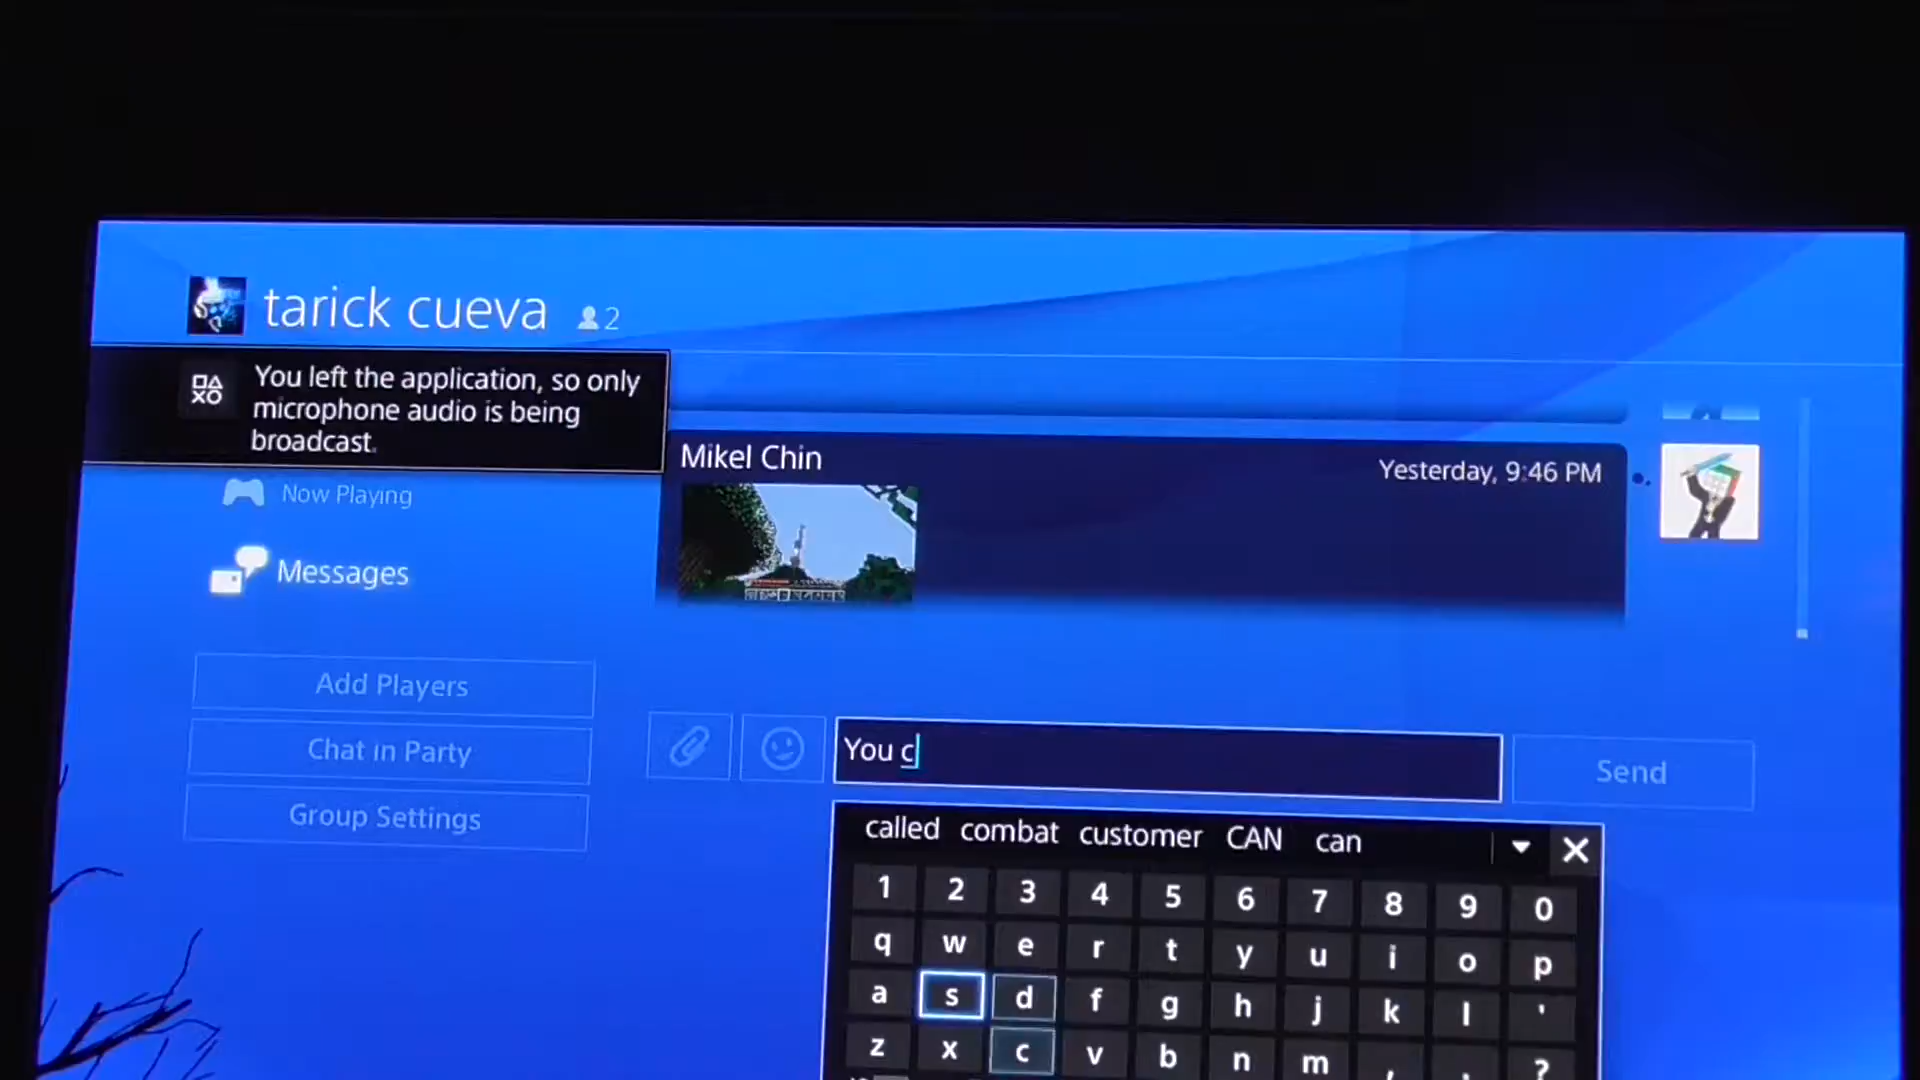 tarick cueva 2
You left the application, so only
microphone audio is being
broadcast.
Mikel Chin
Yesterday, 9:46 PM
Now Playing
Messages
Add Players
Chat in Party
Group Settings
You c
Send
called combat customer CAN can
1 2 3 4 5 6 7 8 9 0
q w e r t y u i o p
a s d f g h j k l '
z x c v b n m , . ?